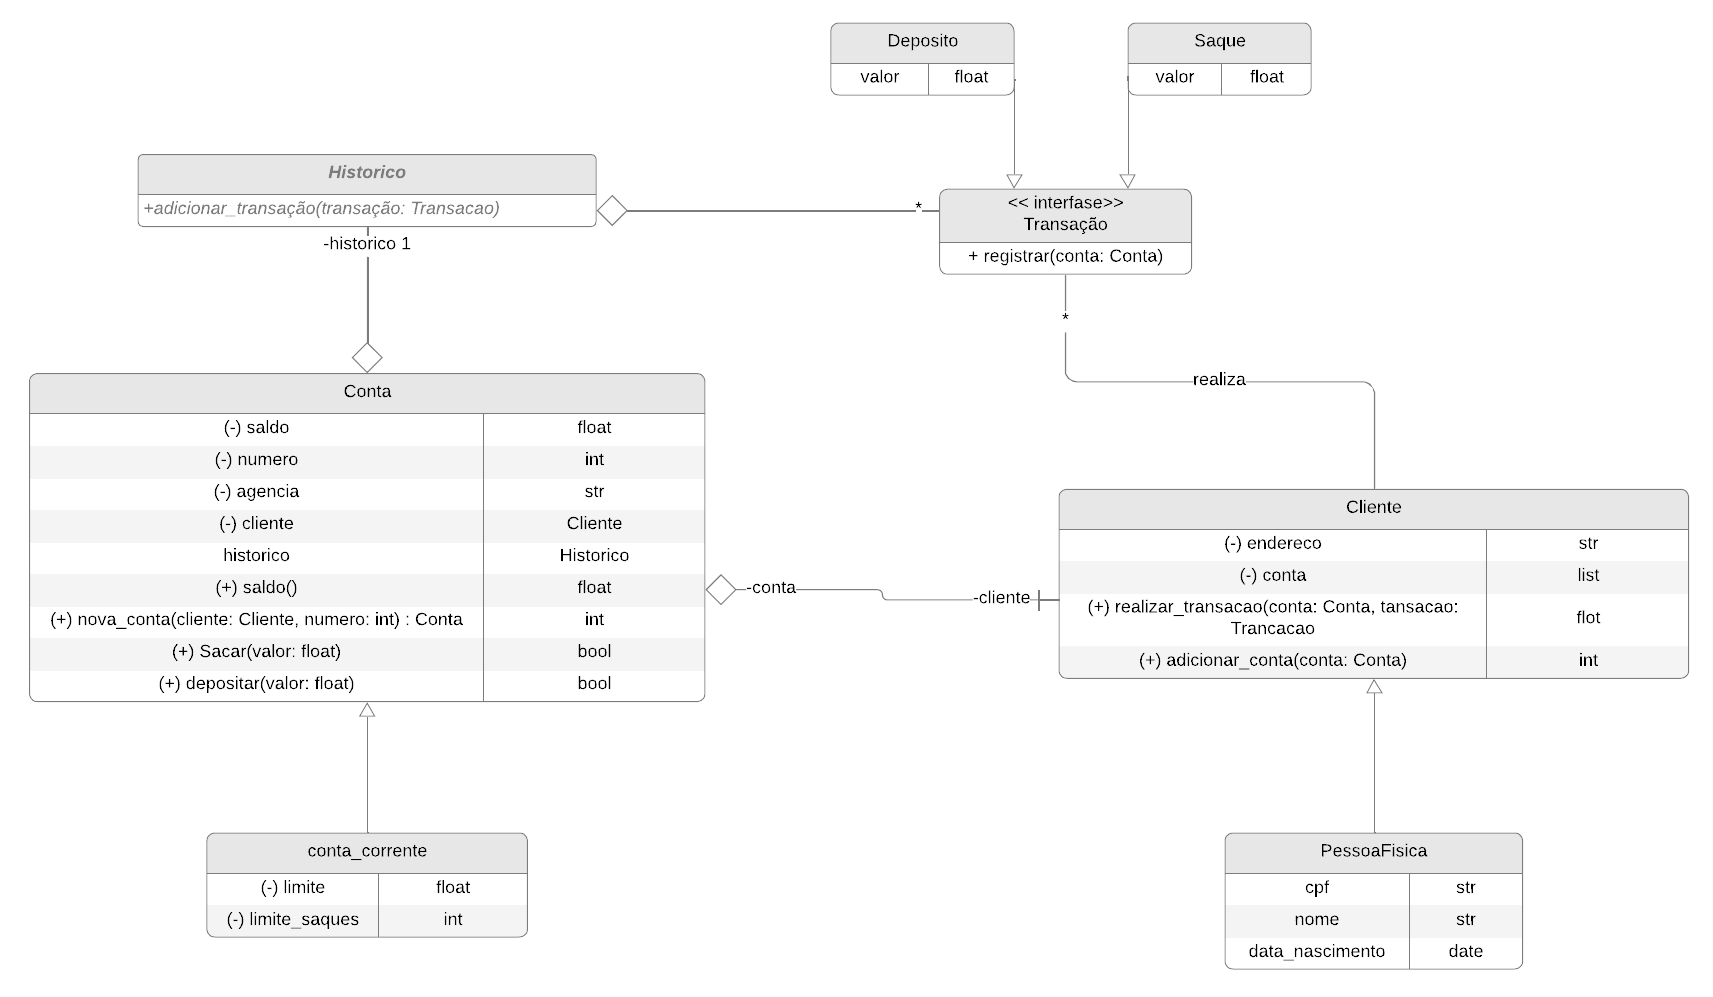 Deposito
valor float
Saque
valor float
Historico
+adicionar_transação(transação: Transacao)
-historico 1
*
<< interfase>>
Transação
+ registrar(conta: Conta)
*
realiza
Conta
(-) saldo float
(-) numero int
(-) agencia str
(-) cliente Cliente
historico Historico
(+) saldo() float
(+) nova_conta(cliente: Cliente, numero: int) : Conta int
(+) Sacar(valor: float) bool
(+) depositar(valor: float) bool
-conta
-cliente
Cliente
(-) endereco str
(-) conta list
(+) realizar_transacao(conta: Conta, tansacao:
Trancacao flot
(+) adicionar_conta(conta: Conta) int
conta_corrente
(-) limite float
(-) limite_saques int
PessoaFisica
cpf str
nome str
data_nascimento date